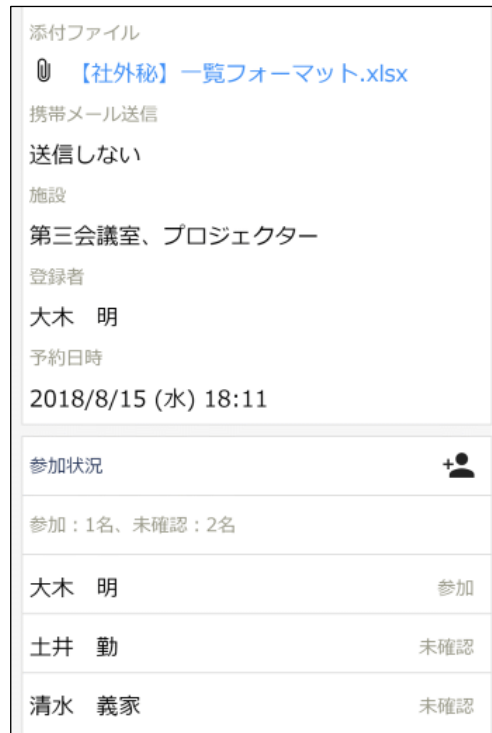 添付ファイル
【社外秘】一覧フォーマット.xlsx
携帯メール送信
送信しない
施設
第三会議室、プロジェクター
登録者
大木　明
予約日時
2018/8/15 (水) 18:11
参加状況
参加：1名、未確認：2名
大木　明　参加
土井　勤　未確認
清水　義家　未確認